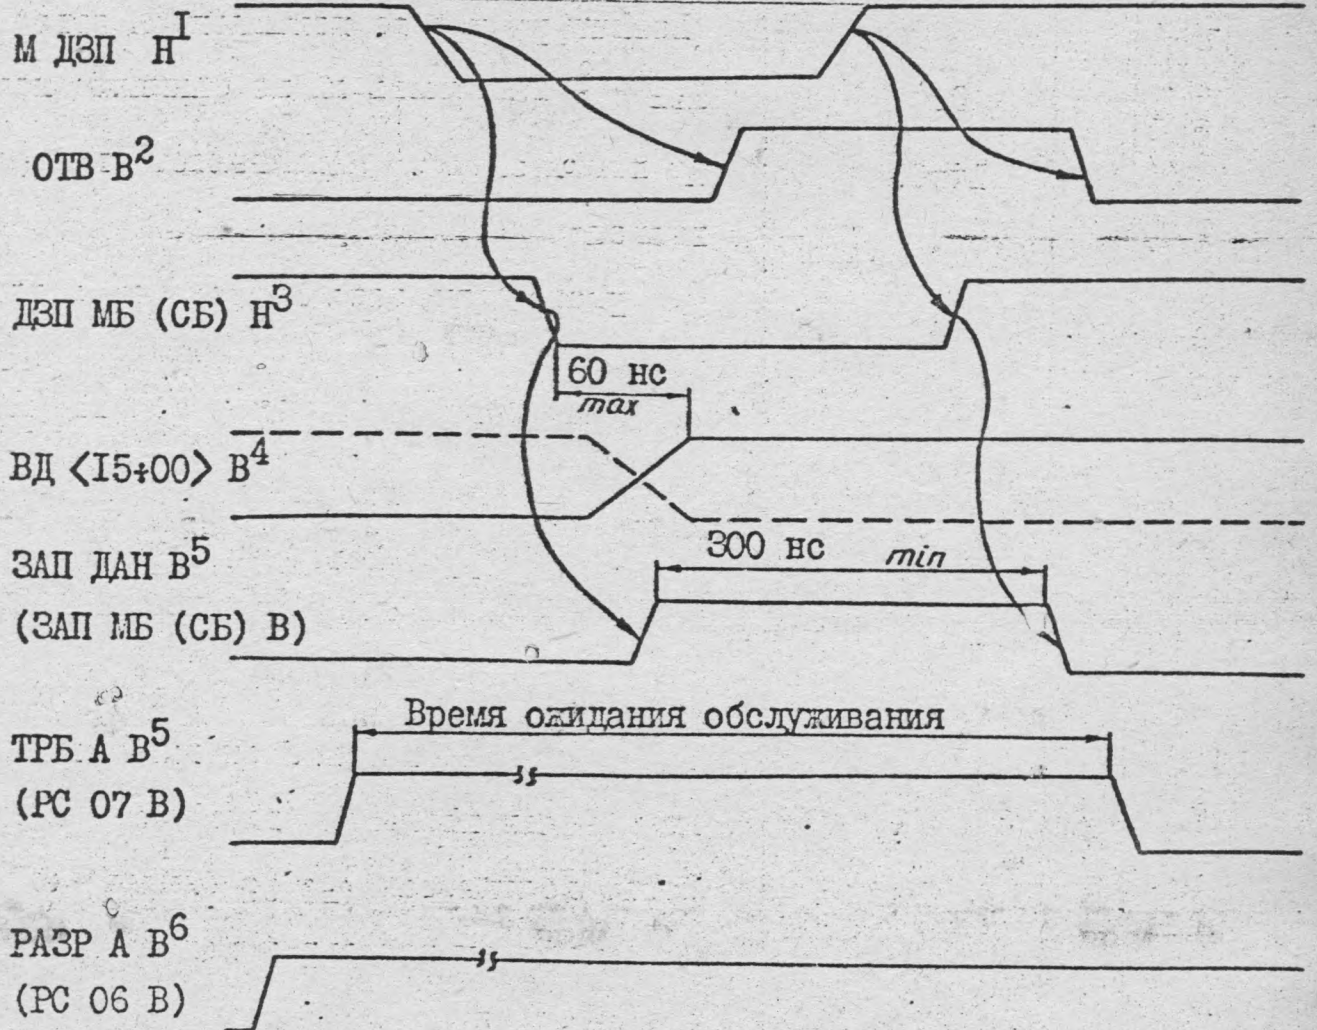 М ДЗП Н¹
ОТВ В²
ДЗП МБ (СБ) Н³
60 нс
max
ВД <I5÷00> В⁴
300 нс min
ЗАП ДАН В⁵
(ЗАП МБ (СБ) В)
Время ожидания обслуживания
ТРБ А В⁵
(РС 07 В)
РАЗР А В⁶
(РС 06 В)